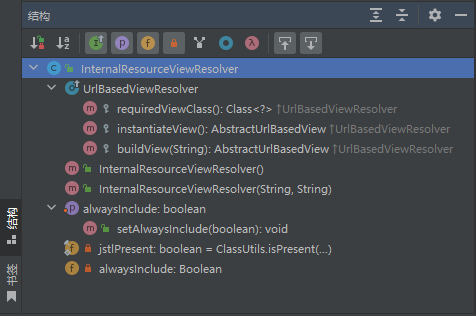 结构
InternalResourceViewResolver
UrlBasedViewResolver
requiredViewClass(): Class<?> ↑UrlBasedViewResolver
instantiateView(): AbstractUrlBasedView ↑UrlBasedViewResolver
buildView(String): AbstractUrlBasedView ↑UrlBasedViewResolver
InternalResourceViewResolver()
InternalResourceViewResolver(String, String)
alwaysInclude: boolean
setAlwaysInclude(boolean): void
jstlPresent: boolean = ClassUtils.isPresent(...)
alwaysInclude: Boolean
结构
书签